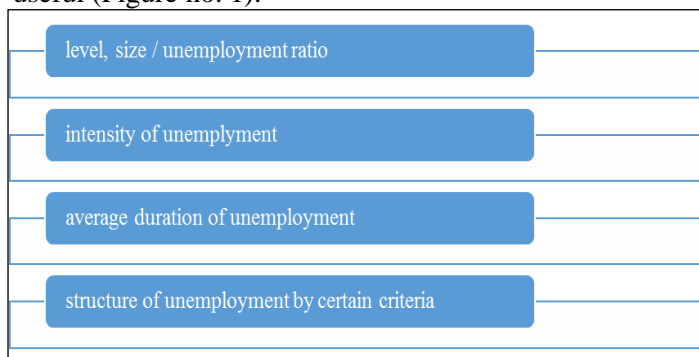 useful (Figure no. 1).
level, size / unemployment ratio
intensity of unemplyment
average duration of unemployment
structure of unemployment by certain criteria